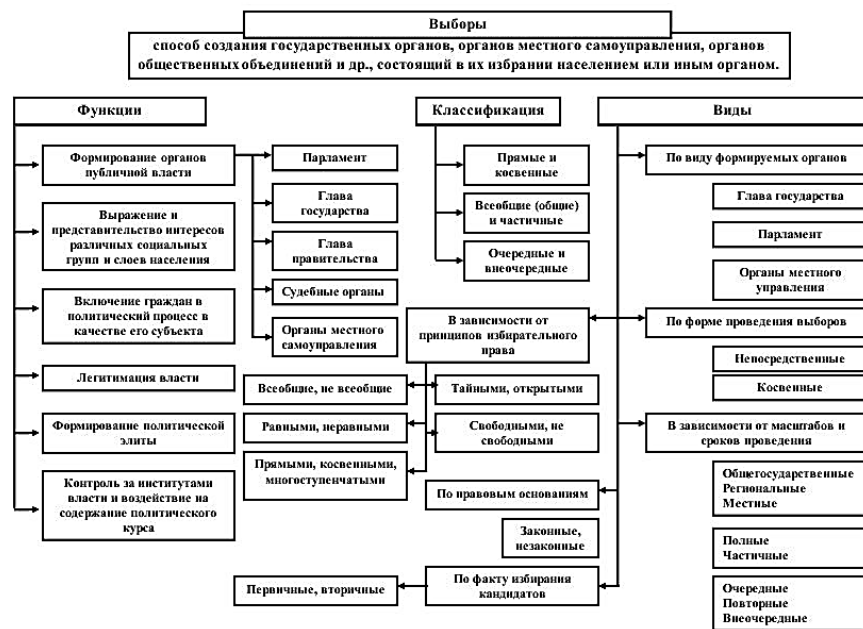 Выборы
способ создания государственных органов, органов местного самоуправления, органов
общественных объединений и др., состоящий в их избрании населением или иным органом.
Функции
Формирование органов
публичной власти
Выражение и
представительство интересов
различных социальных
групп и слоев населения
Включение граждан в
политический процесс в
качестве его субъекта
Легитимация власти
Формирование политической
элиты
Контроль за институтами
власти и воздействие на
содержание политического
курса
Парламент
Глава
государства
Глава
правительства
Судебные органы
Органы местного
самоуправления
Классификация
Прямые и
косвенные
Всеобщие (общие)
и частичные
Очередные и
внеочередные
Виды
По виду формируемых органов
Глава государства
Парламент
Органы местного
управления
По форме проведения выборов
Непосредственные
Косвенные
В зависимости от масштабов и
сроков проведения
Общегосударственные
Региональные
Местные
Полные
Частичные
Очередные
Повторные
Внеочередные
В зависимости от
принципов избирательного
права
Всеобщие, не всеобщие
Тайными, открытыми
Равными, неравными
Свободными, не
свободными
Прямыми, косвенными,
многоступенчатыми
По правовым основаниям
Законные,
незаконные
По факту избирания
кандидатов
Первичные, вторичные